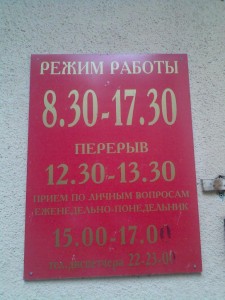 РЕЖИМ РАБОТЫ
8.30-17.30
ПЕРЕРЫВ
12.30-13.30
ПРИЕМ ПО ЛИЧНЫМ ВОПРОСАМ
ЕЖЕНЕДЕЛЬНО-ПОНЕДЕЛЬНИК
15.00-17.0